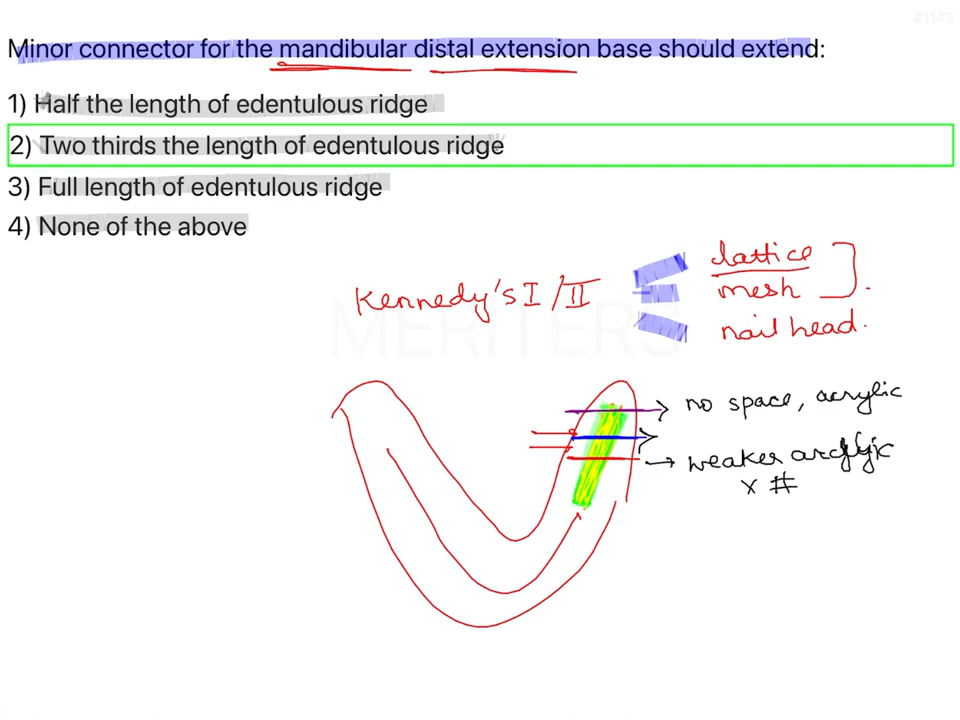 #1143
Minor connector for the mandibular distal extension base should extend:
1) Half the length of edentulous ridge
2) Two thirds the length of edentulous ridge
3) Full length of edentulous ridge
4) None of the above
Kennedy's I / II
lattice
mesh
nail head.
MERITERS
no space, acrylic
weaker
x #